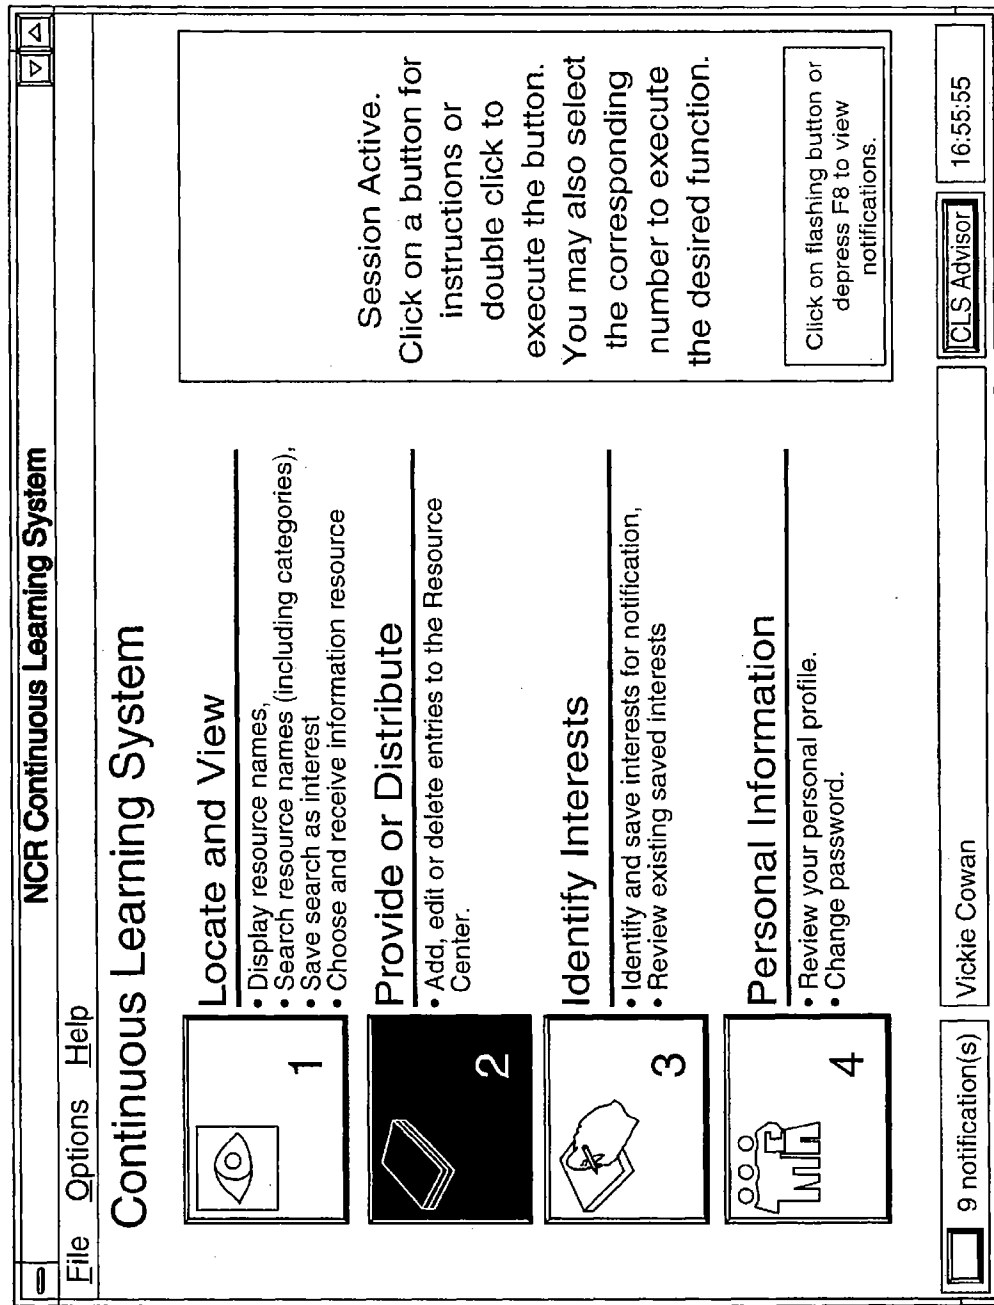 NCR Continuous Learning System
File Options Help
Continuous Learning System
1
Locate and View
• Display resource names,
• Search resource names (including categories),
• Save search as interest
• Choose and receive information resource
2
Provide or Distribute
• Add, edit or delete entries to the Resource
Center.
3
Identify Interests
• Identify and save interests for notification,
• Review existing saved interests
4
Personal Information
• Review your personal profile.
• Change password.
Session Active.
Click on a button for
instructions or
double click to
execute the button.
You may also select
the corresponding
number to execute
the desired function.
Click on flashing button or
depress F8 to view
notifications.
9 notification(s)
Vickie Cowan
CLS Advisor
16:55:55